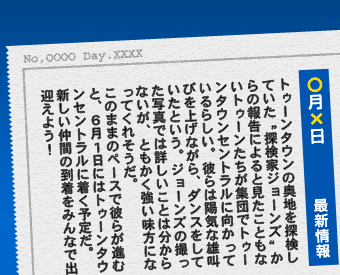 No,OOOO Day.XXXX
○月×日 最新情報
トゥーンタウンの奥地を探検し
ていた“探検家ジョーンズ”か
らの報告によると見たこともな
いトゥーンたちが集団でトゥー
ンタウンセントラルに向かって
いるらしい。彼らは陽気な雄叫
びを上げながら、ダンスをして
いたという。ジョーンズの撮っ
た写真では詳しいことは分から
ないが、ともかく強い味方にな
ってくれそうだ。
このままのペースで彼らが進む
と、6月1日にはトゥーンタウ
ンセントラルに着く予定だ。
新しい仲間の到着をみんなで出
迎えよう！